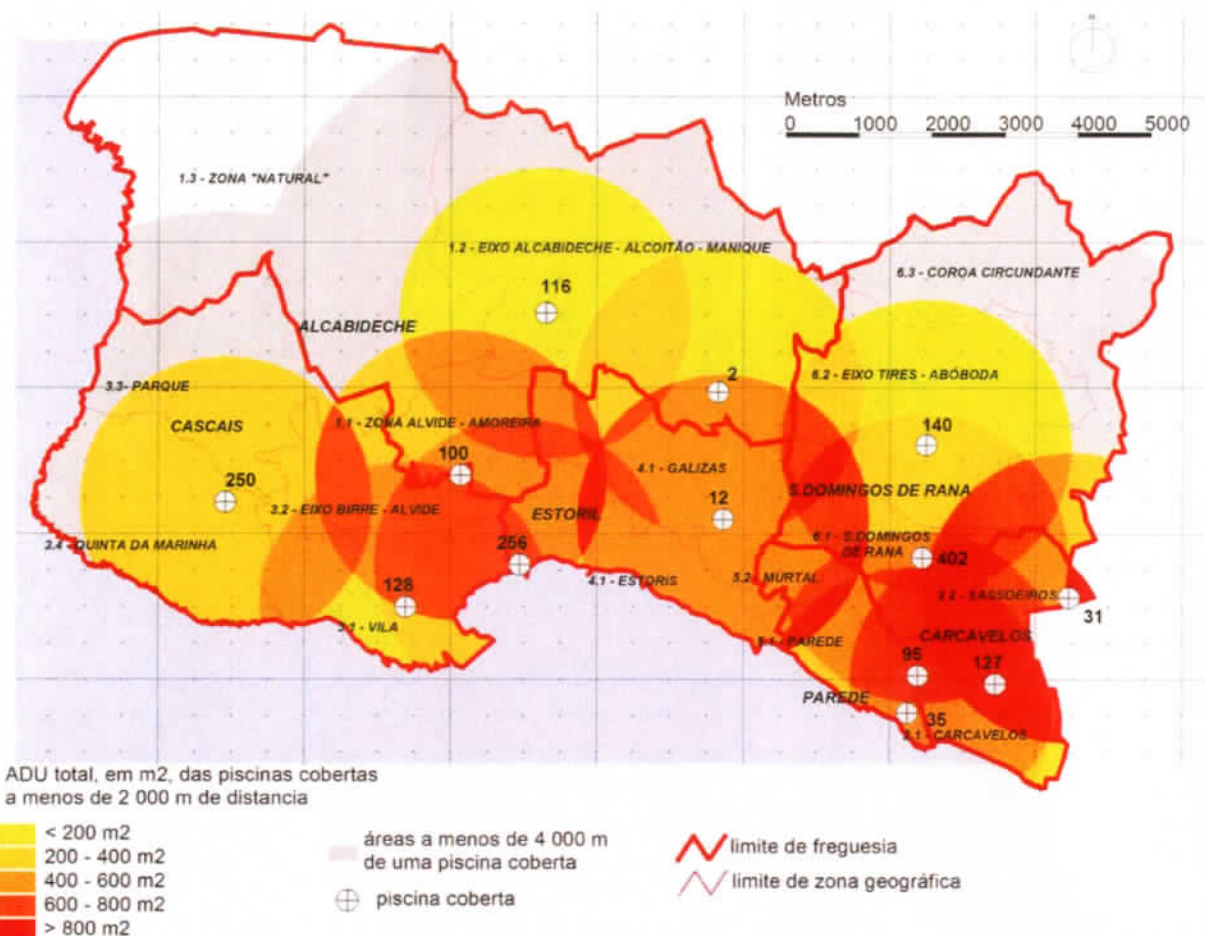 Metros
0 1000 2000 3000 4000 5000
1.3 - ZONA "NATURAL"
1.2 - EIXO ALCABIDECHE - ALCOITÃO - MANIQUE
6.3 - COROA CIRCUNDANTE
116
ALCABIDECHE
2
6.2 - EIXO TIRES - ABÓBODA
3.3- PARQUE
CASCAIS
1.1 - ZONA ALVIDE - AMOREIRA
140
100
4.1 - GALIZAS
250
S.DOMINGOS DE RANA
12
3.2 - EIXO BIRRE - ALVIDE
ESTORIL
6.1 - S.DOMINGOS
DE RANA
2.4 - QUINTA DA MARINHA
256
402
4.1 - ESTORIS
5.2 - MURTAL
128
2.2 - SASSOEIROS
31
3.1 - VILA
CARCAVELOS
5.1 - PAREDE
95
127
PAREDE
35
2.1 - CARCAVELOS
ADU total, em m2, das piscinas cobertas
a menos de 2 000 m de distancia
< 200 m2
200 - 400 m2
400 - 600 m2
600 - 800 m2
> 800 m2
áreas a menos de 4 000 m
de uma piscina coberta
piscina coberta
limite de freguesia
limite de zona geográfica